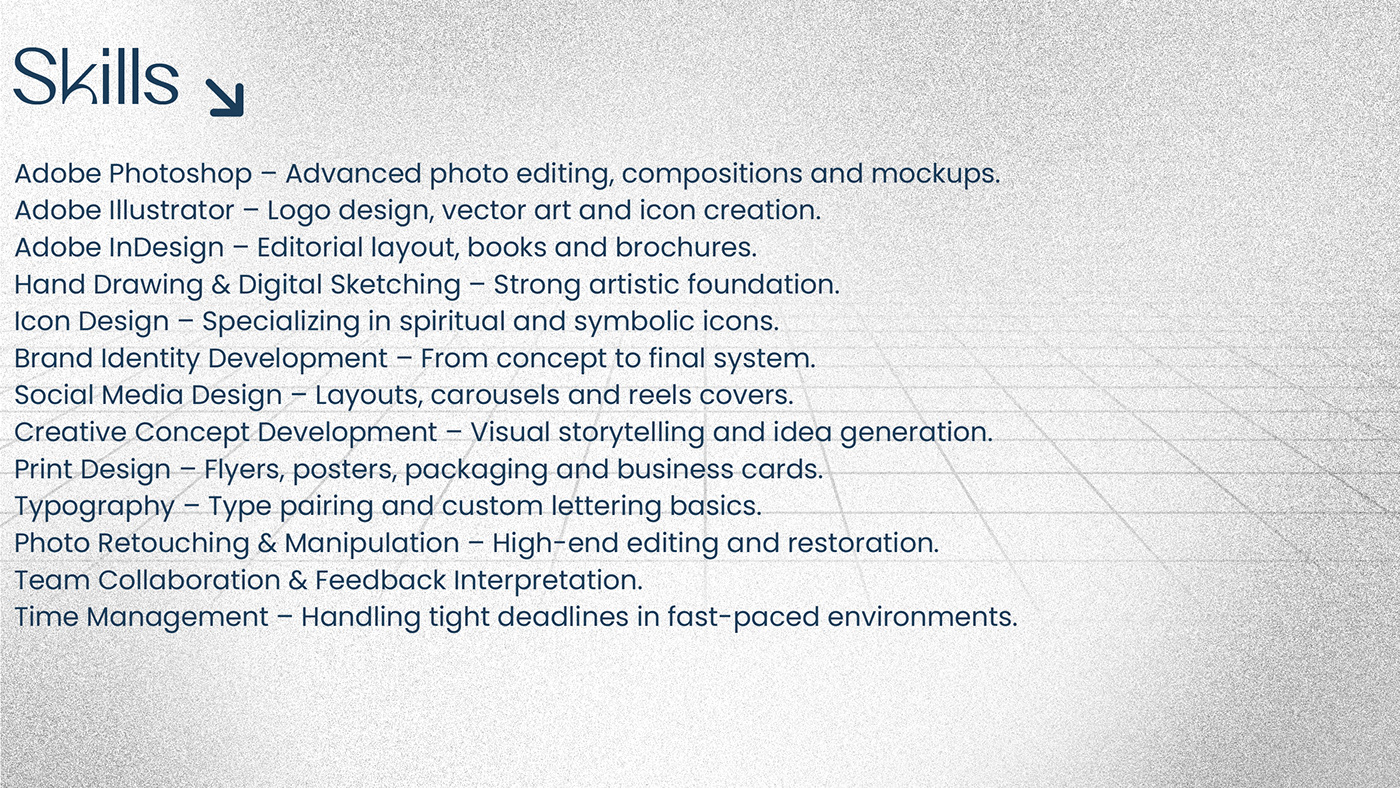 Skills
Adobe Photoshop – Advanced photo editing, compositions and mockups.
Adobe Illustrator – Logo design, vector art and icon creation.
Adobe InDesign – Editorial layout, books and brochures.
Hand Drawing & Digital Sketching – Strong artistic foundation.
Icon Design – Specializing in spiritual and symbolic icons.
Brand Identity Development – From concept to final system.
Social Media Design – Layouts, carousels and reels covers.
Creative Concept Development – Visual storytelling and idea generation.
Print Design – Flyers, posters, packaging and business cards.
Typography – Type pairing and custom lettering basics.
Photo Retouching & Manipulation – High-end editing and restoration.
Team Collaboration & Feedback Interpretation.
Time Management – Handling tight deadlines in fast-paced environments.